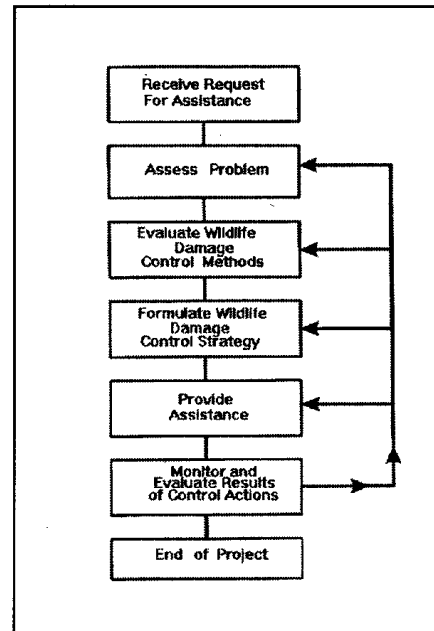 Receive Request
For Assistance
Assess Problem
Evaluate Wildlife
Damage
Control Methods
Formulate Wildlife
Damage
Control Strategy
Provide
Assistance
Monitor and
Evaluate Results
of Control Actions
End of Project